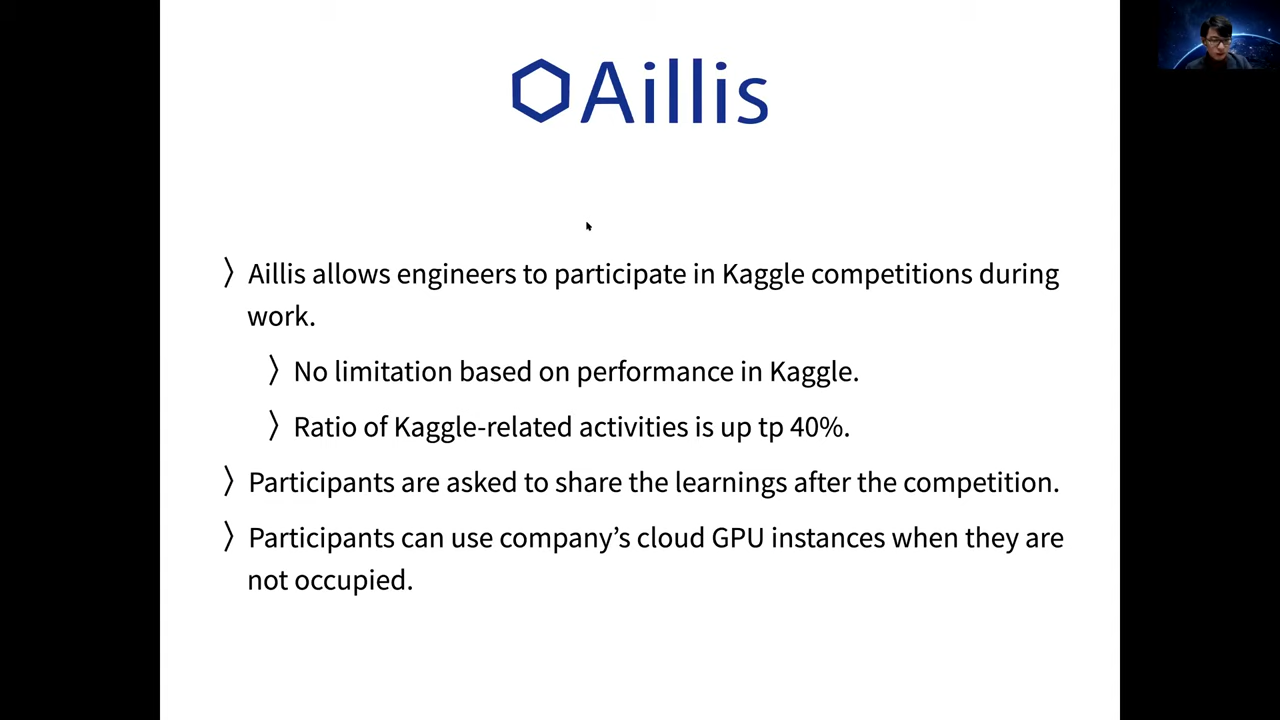 Aillis
〉Aillis allows engineers to participate in Kaggle competitions during
work.
〉No limitation based on performance in Kaggle.
〉Ratio of Kaggle-related activities is up tp 40%.
〉Participants are asked to share the learnings after the competition.
〉Participants can use company’s cloud GPU instances when they are
not occupied.